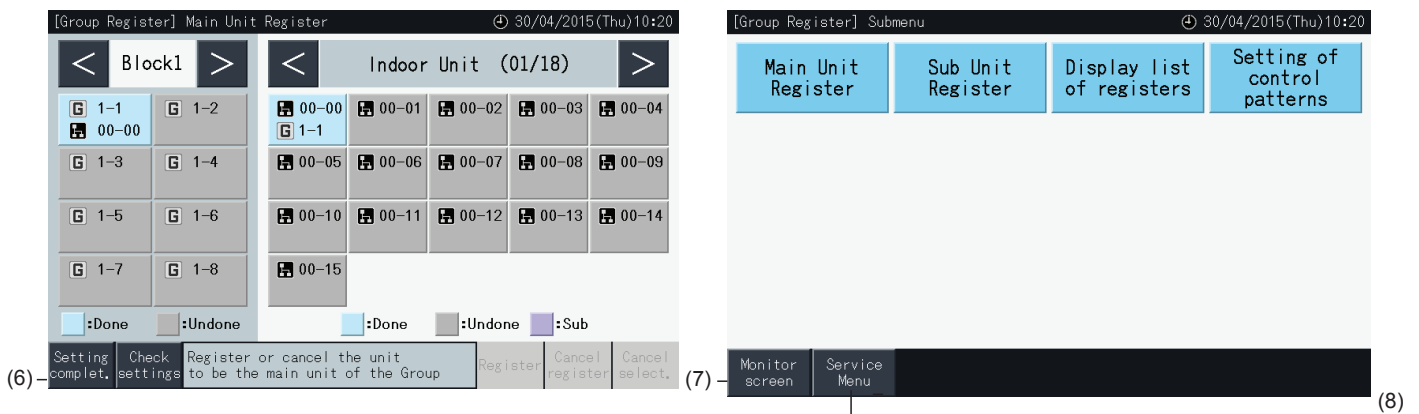 [Group Register] Main Unit Register 30/04/2015(Thu)10:20
< Block1 > < Indoor Unit (01/18) >
G 1-1 G 1-2
00-00
G 1-3 G 1-4
G 1-5 G 1-6
G 1-7 G 1-8
00-00 00-01 00-02 00-03 00-04
G 1-1
00-05 00-06 00-07 00-08 00-09
00-10 00-11 00-12 00-13 00-14
00-15
:Done :Undone
:Done :Undone :Sub
Setting
complet.
Check
settings
Register or cancel the unit
to be the main unit of the Group
Register
Cancel
register
Cancel
select.
(6)
[Group Register] Submenu 30/04/2015(Thu)10:20
Main Unit
Register
Sub Unit
Register
Display list
of registers
Setting of
control
patterns
(7)
Monitor
screen
Service
Menu
(8)